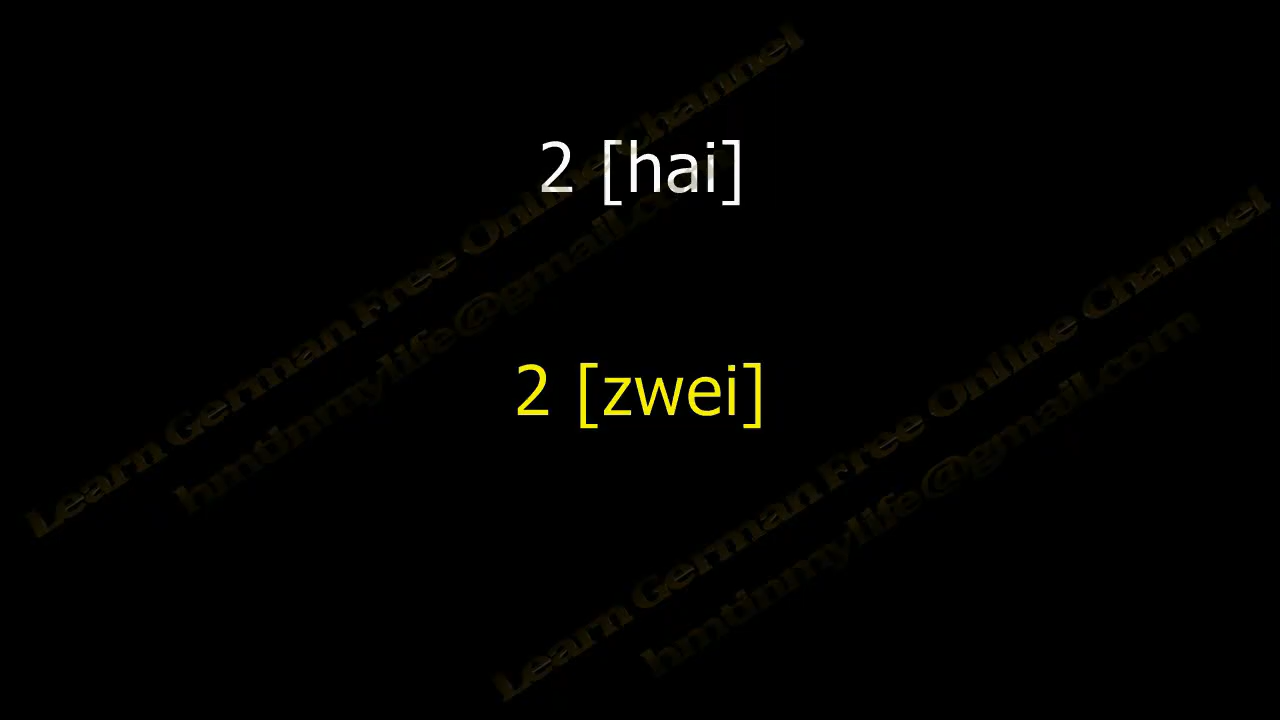 2 [hai]
2 [zwei]
Learn German Free Online Channel
hmtinmylife@gmail.com
Learn German Free Online Channel
hmtinmylife@gmail.com